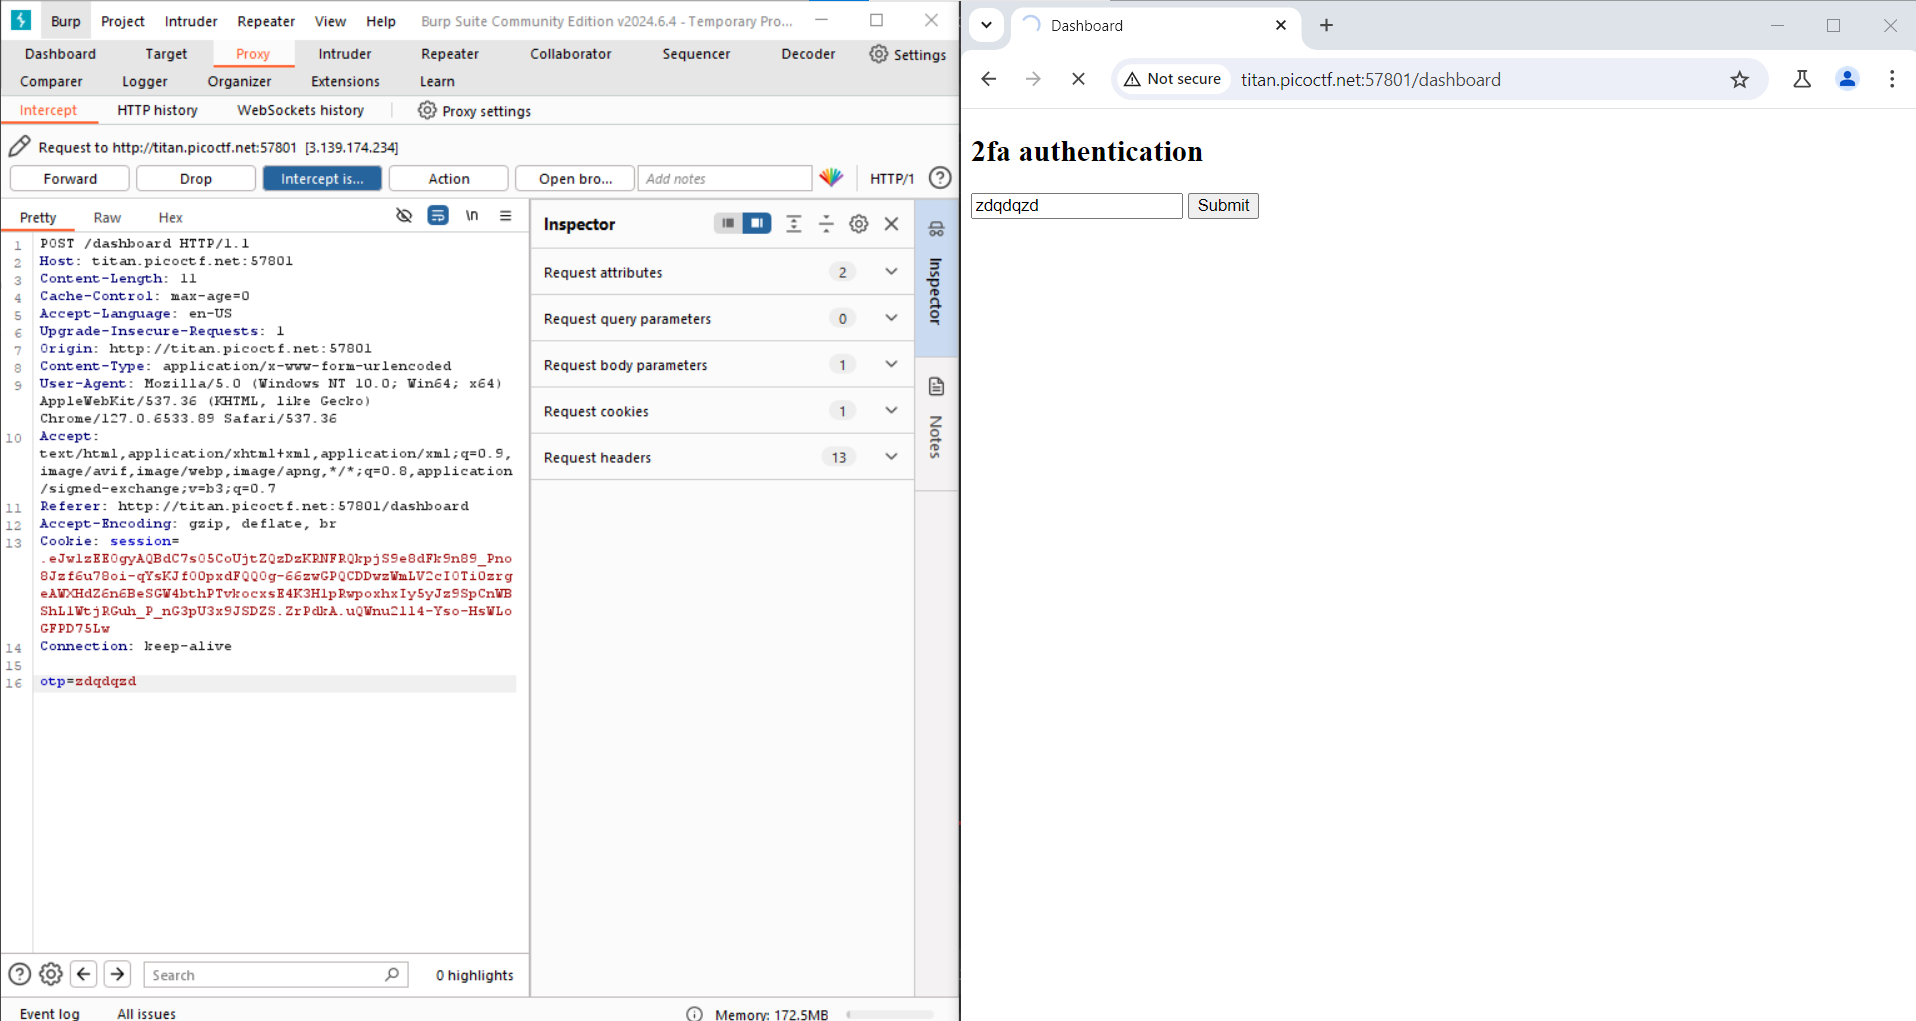 Burp Project Intruder Repeater View Help Burp Suite Community Edition v2024.6.4 - Temporary Pro...
Dashboard Target Proxy Intruder Repeater Collaborator Sequencer Decoder Settings
Comparer Logger Organizer Extensions Learn
Intercept HTTP history WebSockets history Proxy settings
Request to http://titan.picoctf.net:57801 [3.139.174.234]
Forward Drop Intercept is... Action Open bro... Add notes HTTP/1
Pretty Raw Hex \n
1 POST /dashboard HTTP/1.1
2 Host: titan.picoctf.net:57801
3 Content-Length: 11
4 Cache-Control: max-age=0
5 Accept-Language: en-US
6 Upgrade-Insecure-Requests: 1
7 Origin: http://titan.picoctf.net:57801
8 Content-Type: application/x-www-form-urlencoded
9 User-Agent: Mozilla/5.0 (Windows NT 10.0; Win64; x64)
AppleWebKit/537.36 (KHTML, like Gecko)
Chrome/127.0.6533.89 Safari/537.36
10 Accept:
text/html,application/xhtml+xml,application/xml;q=0.9,
image/avif,image/webp,image/apng,*/*;q=0.8,application
/signed-exchange;v=b3;q=0.7
11 Referer: http://titan.picoctf.net:57801/dashboard
12 Accept-Encoding: gzip, deflate, br
13 Cookie: session=
14 Connection: keep-alive
15
16 otp=zdqdqzd
Inspector
Request attributes 2
Request query parameters 0
Request body parameters 1
Request cookies 1
Request headers 13
Inspector
Notes
Search 0 highlights
Event log All issues Memory: 172.5MB
Dashboard
Not secure titan.picoctf.net:57801/dashboard
2fa authentication
zdqdqzd Submit